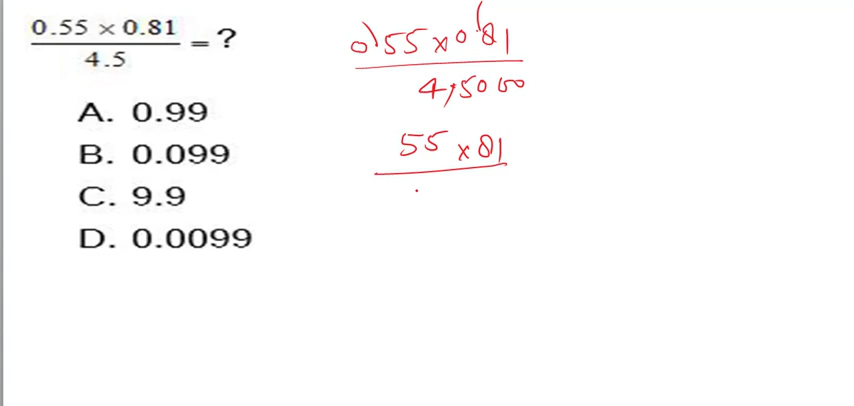 0.55 × 0.81
4.5
= ?
A. 0.99
B. 0.099
C. 9.9
D. 0.0099
0,55 × 0,81
4,5000
55 × 81